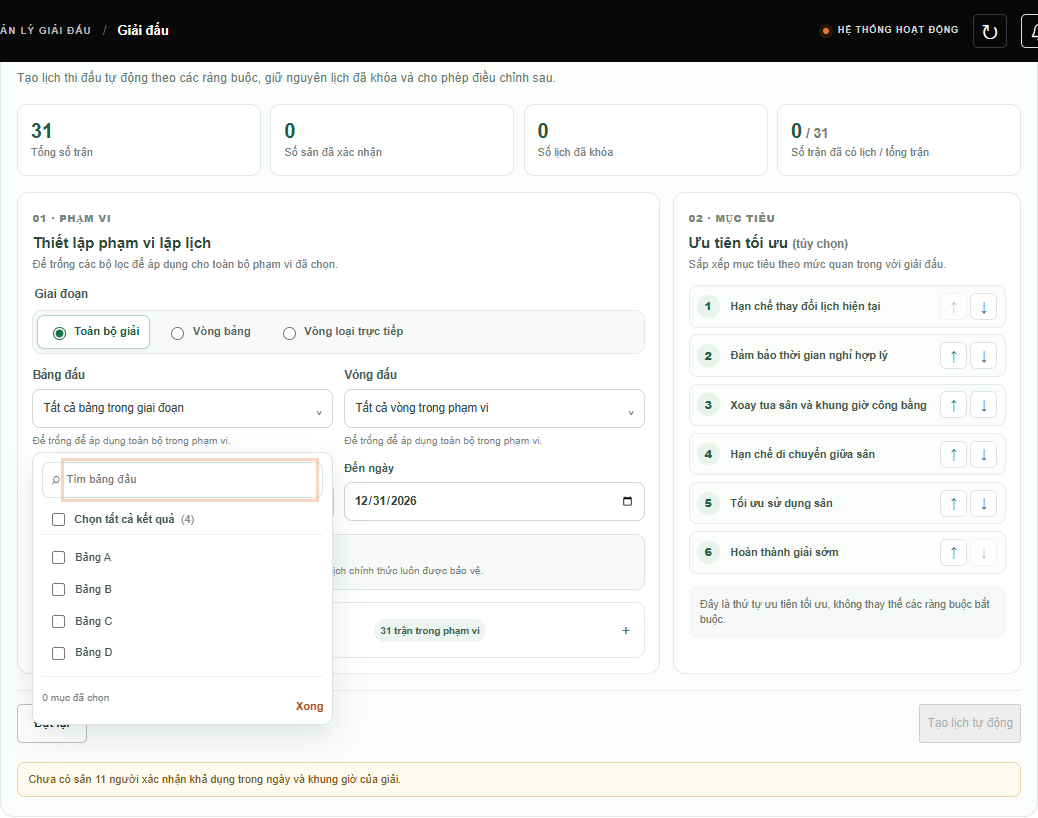 ẢN LÝ GIẢI ĐẤU / Giải đấu
HỆ THỐNG HOẠT ĐỘNG
Tạo lịch thi đấu tự động theo các ràng buộc, giữ nguyên lịch đã khóa và cho phép điều chỉnh sau.
31
Tổng số trận
0
Số sân đã xác nhận
0
Số lịch đã khóa
0 / 31
Số trận đã có lịch / tổng trận
01 · PHẠM VI
Thiết lập phạm vi lập lịch
Để trống các bộ lọc để áp dụng cho toàn bộ phạm vi đã chọn.
Giai đoạn
Toàn bộ giải
Vòng bảng
Vòng loại trực tiếp
Bảng đấu
Tất cả bảng trong giai đoạn
Để trống để áp dụng toàn bộ trong phạm vi.
Vòng đấu
Tất cả vòng trong phạm vi
Để trống để áp dụng toàn bộ trong phạm vi.
Tìm bảng đấu
Chọn tất cả kết quả (4)
Bảng A
Bảng B
Bảng C
Bảng D
0 mục đã chọn
Xong
Đến ngày
12/31/2026
ịch chính thức luôn được bảo vệ.
31 trận trong phạm vi
+
02 · MỤC TIÊU
Ưu tiên tối ưu (tùy chọn)
Sắp xếp mục tiêu theo mức quan trọng với giải đấu.
1 Hạn chế thay đổi lịch hiện tại ↑ ↓
2 Đảm bảo thời gian nghỉ hợp lý ↑ ↓
3 Xoay tua sân và khung giờ công bằng ↑ ↓
4 Hạn chế di chuyển giữa sân ↑ ↓
5 Tối ưu sử dụng sân ↑ ↓
6 Hoàn thành giải sớm ↑ ↓
Đây là thứ tự ưu tiên tối ưu, không thay thế các ràng buộc bắt
buộc.
Đặt lại
Tạo lịch tự động
Chưa có sân 11 người xác nhận khả dụng trong ngày và khung giờ của giải.